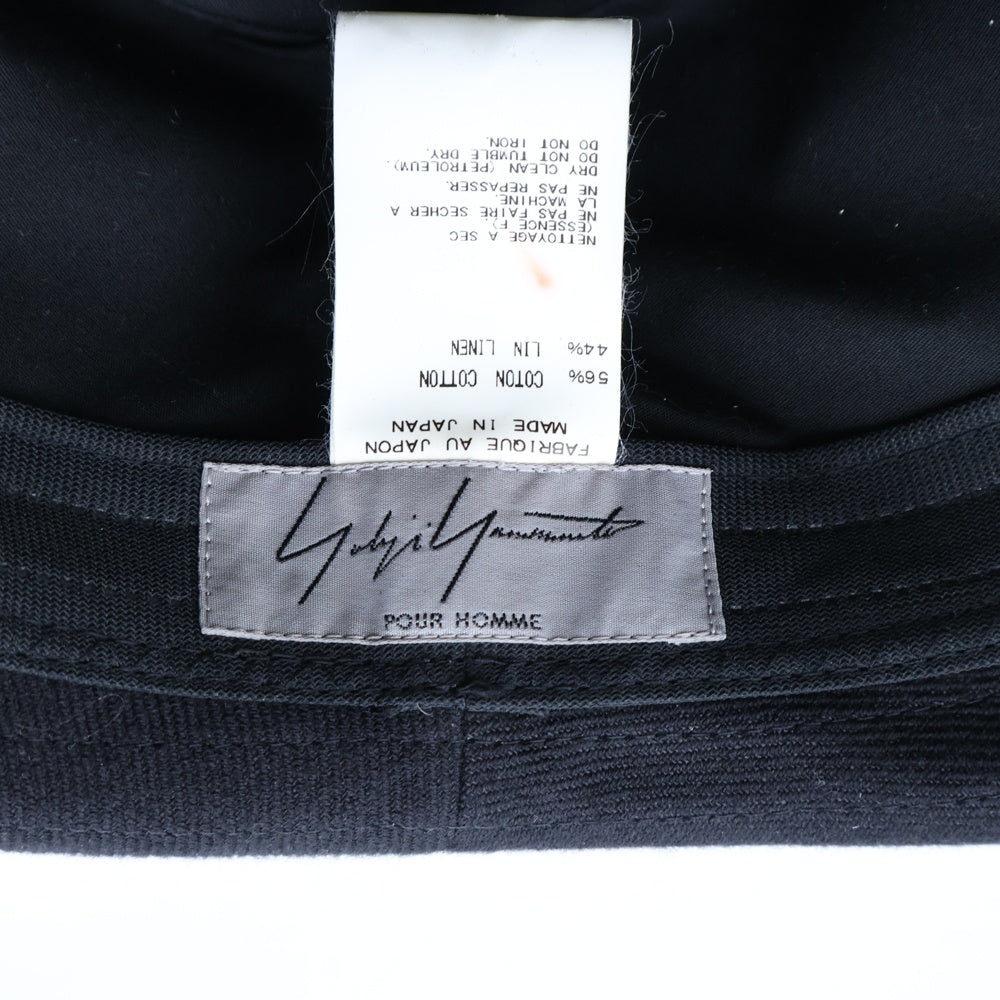 FABRIQUE AU JAPON
MADE IN JAPAN
56% COTON COTTON
44% LIN LINEN
NETTOYAGE A SEC
(ESSENCE F).
NE PAS FAIRE SECHER A
LA MACHINE.
NE PAS REPASSER.
DRY CLEAN (PETROLEUM).
DO NOT TUMBLE DRY.
DO NOT IRON.
Yohji Yamamoto
POUR HOMME